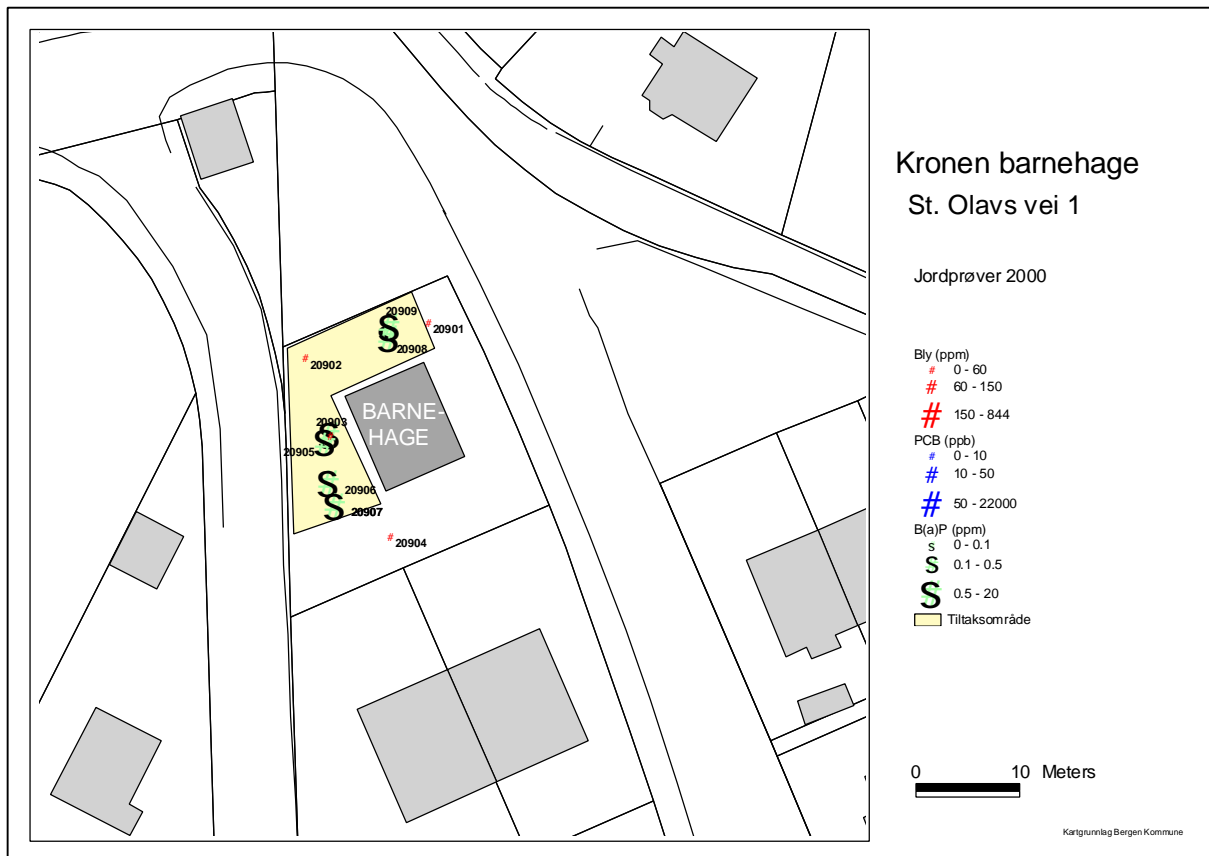 Kronen barnehage
St. Olavs vei 1
Jordprøver 2000
Bly (ppm)
# 0 - 60
# 60 - 150
# 150 - 844
PCB (ppb)
# 0 - 10
# 10 - 50
# 50 - 22000
B(a)P (ppm)
s 0 - 0.1
S 0.1 - 0.5
S 0.5 - 20
Tiltaksområde
20909
20901
20908
20902
BARNE-
HAGE
20903
20905
20906
20907
20904
0 10 Meters
Kartgrunnlag Bergen Kommune